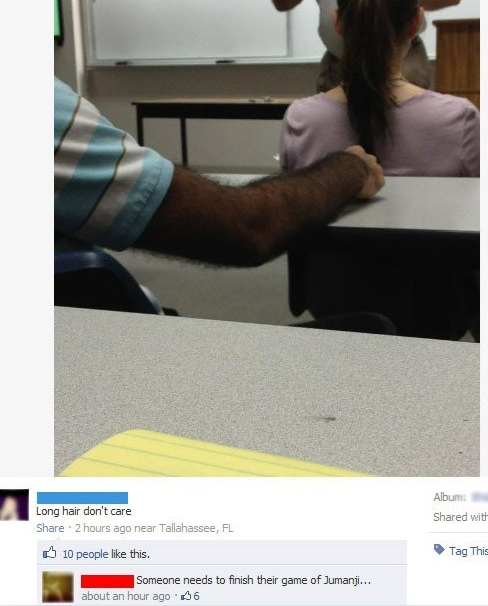 Long hair don't care
Share · 2 hours ago near Tallahassee, FL
10 people like this.
Someone needs to finish their game of Jumanji...
about an hour ago · 6
Album:
Shared with
Tag This